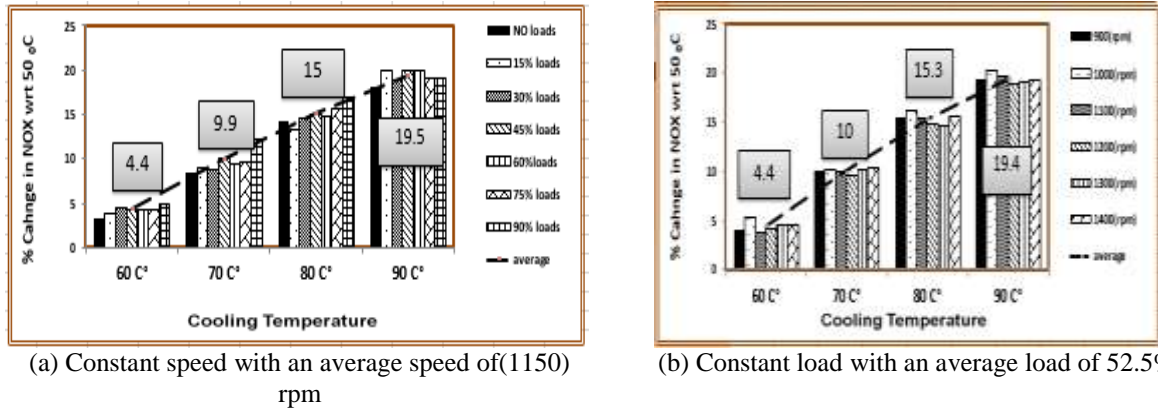 25
20
15
10
5
0
% Cahnge in NOX wrt 50 ₀C
4.4
9.9
15
19.5
60 C°
70 C°
80 C°
90 C°
Cooling Temperature
NO loads
15% loads
30% loads
45% loads
60%loads
75% loads
90% loads
average
(a) Constant speed with an average speed of(1150)
rpm
25
20
15
10
5
0
% Cahnge in NOX wrt 50 ₀C
4.4
10
15.3
19.4
60 C°
70 C°
80 C°
90 C°
Cooling Temperature
900(rpm)
1000(rpm)
1100(rpm)
1200(rpm)
1300(rpm)
1400(rpm)
average
(b) Constant load with an average load of 52.5%